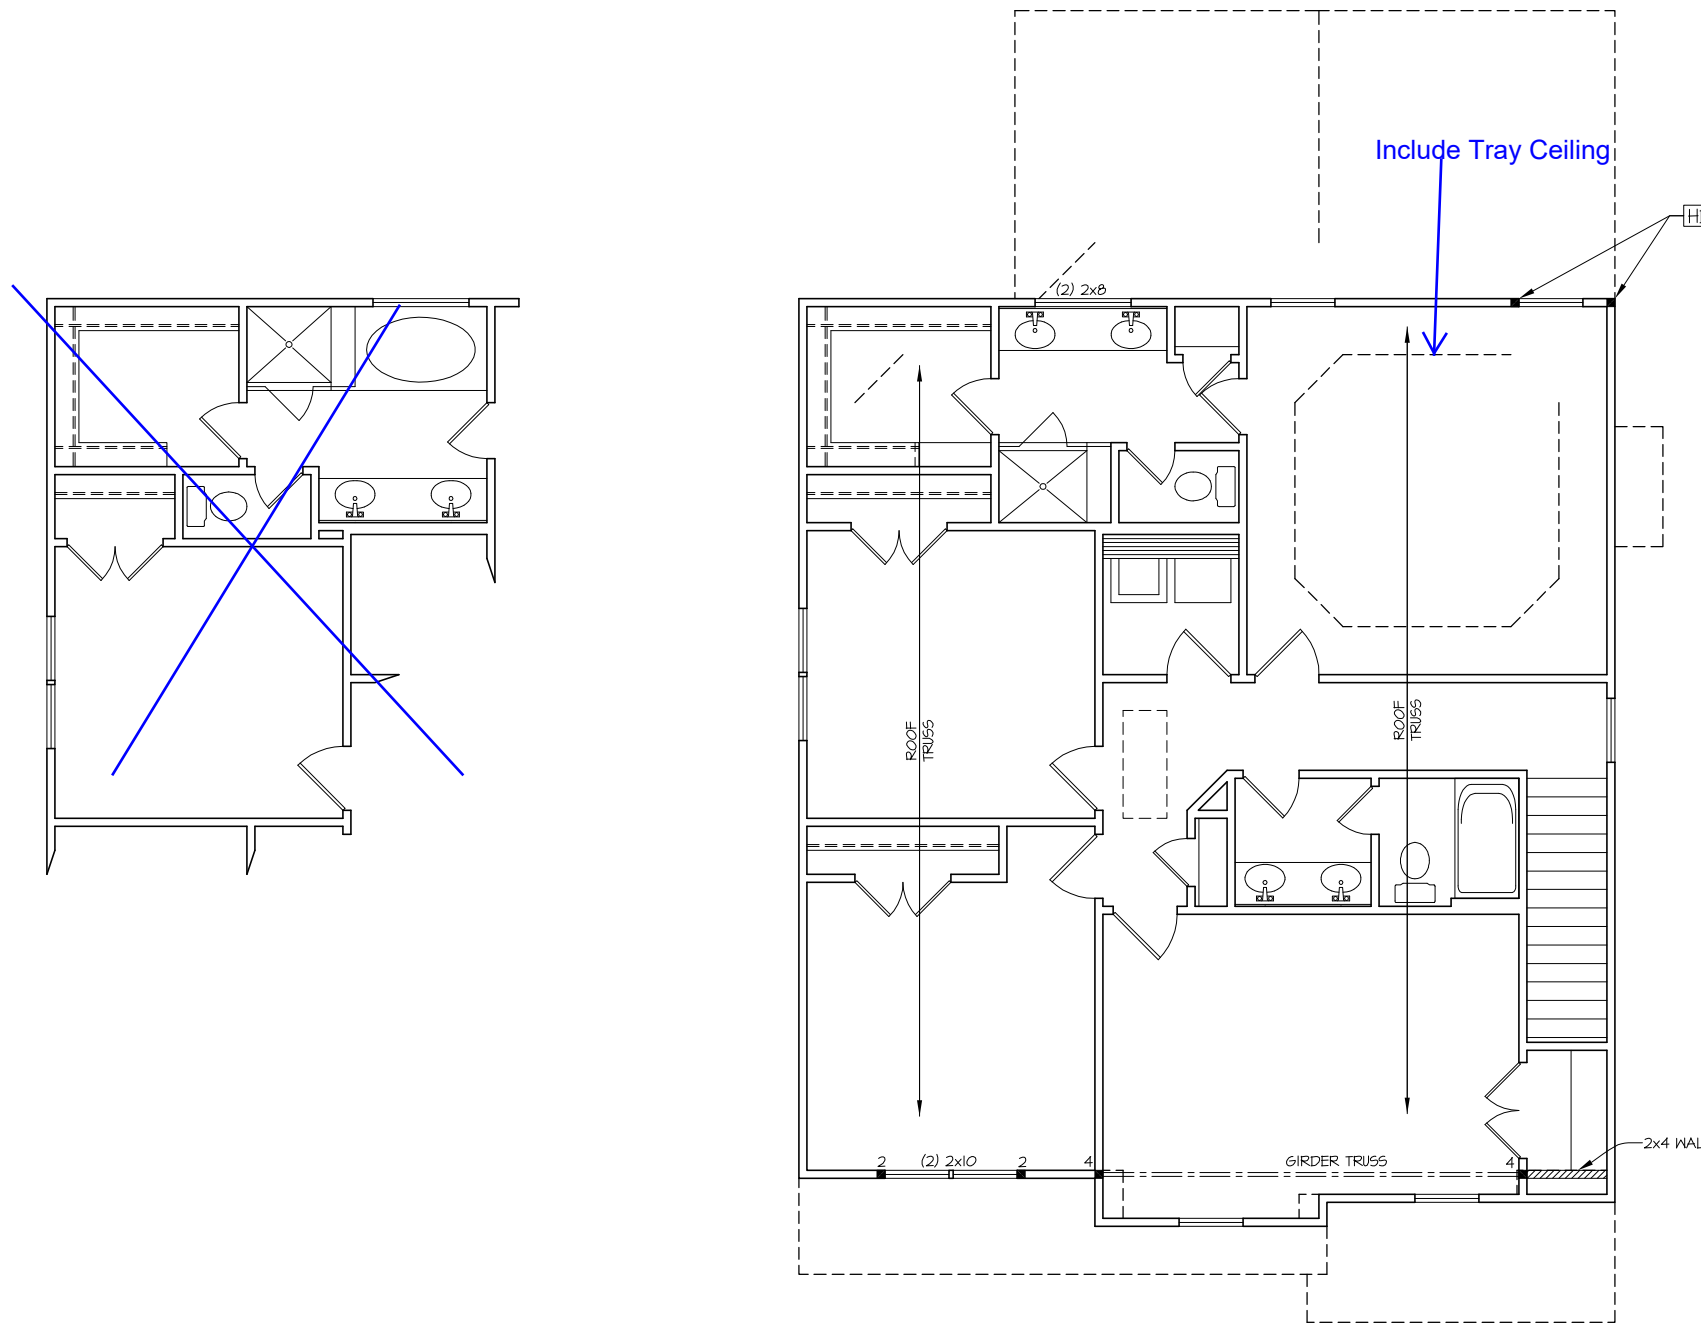 Include Tray Ceiling
(2) 2x8
ROOF
TRUSS
ROOF
TRUSS
2
(2) 2x10
2
4
GIRDER TRUSS
4
2x4 WAL